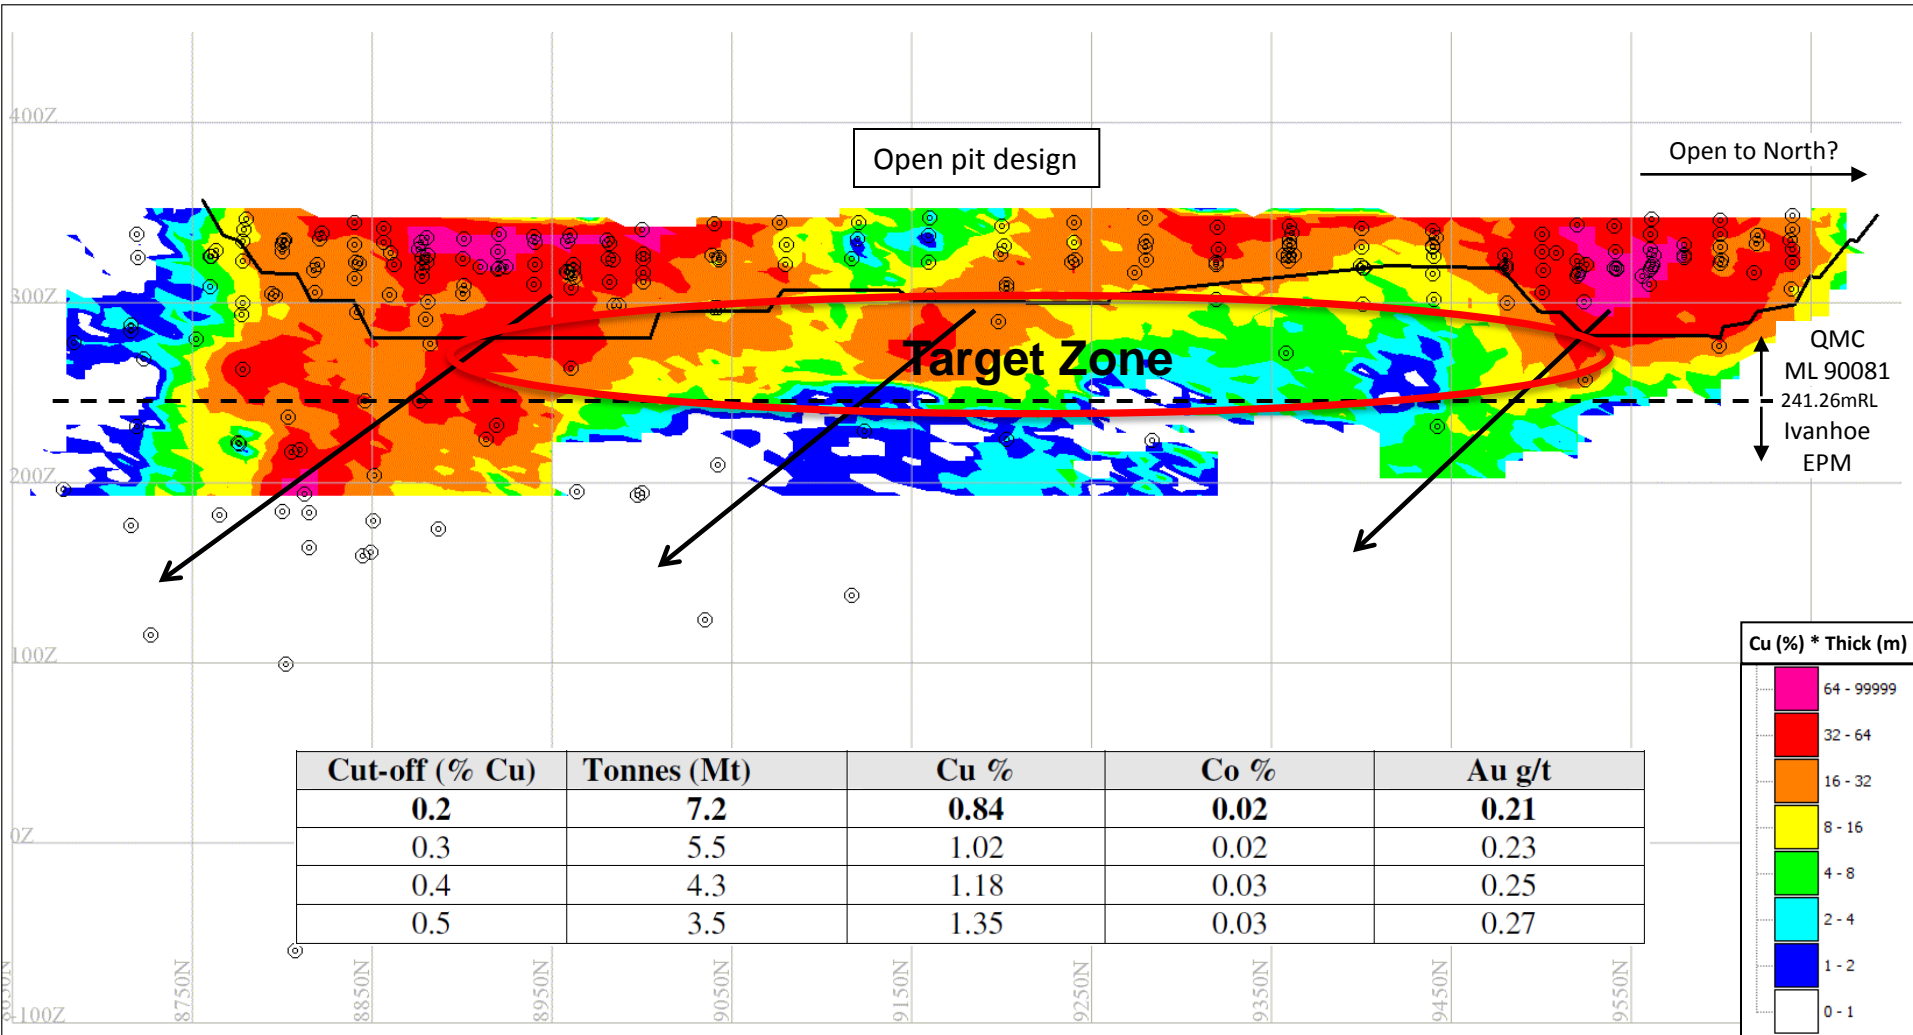 400Z
Open pit design
Open to North?
300Z
Target Zone
QMC
ML 90081
241.26mRL
Ivanhoe
EPM
200Z
100Z
Cu (%) * Thick (m)
64 - 99999
32 - 64
16 - 32
8 - 16
4 - 8
2 - 4
1 - 2
0 - 1
Cut-off (% Cu) Tonnes (Mt) Cu % Co % Au g/t
0.2 7.2 0.84 0.02 0.21
0.3 5.5 1.02 0.02 0.23
0.4 4.3 1.18 0.03 0.25
0.5 3.5 1.35 0.03 0.27
0Z
-100Z
8750N
8850N
8950N
9050N
9150N
9250N
9350N
9450N
9550N